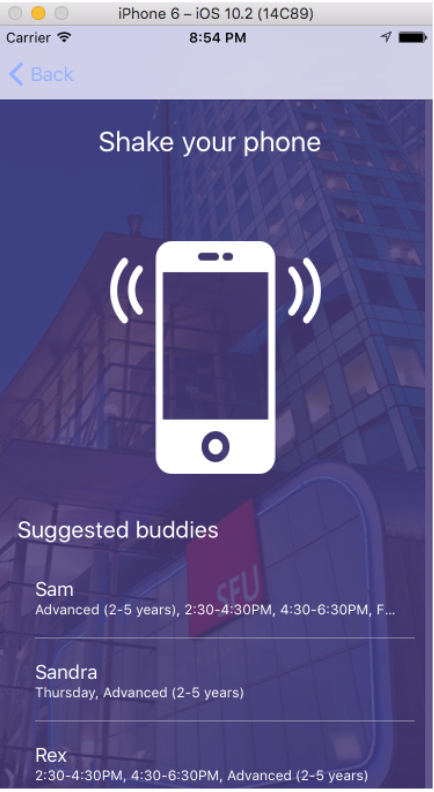 iPhone 6 – iOS 10.2 (14C89)
Carrier 8:54 PM
Back
Shake your phone
Suggested buddies
SFU
Sam
Advanced (2-5 years), 2:30-4:30PM, 4:30-6:30PM, F...
Sandra
Thursday, Advanced (2-5 years)
Rex
2:30-4:30PM, 4:30-6:30PM, Advanced (2-5 years)